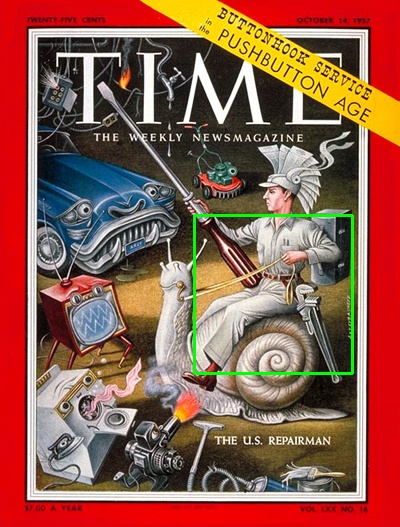 TWENTY-FIVE CENTS
OCTOBER 14, 1957
BUTTONHOOK SERVICE
in the
PUSHBUTTON AGE
TIME
THE WEEKLY NEWSMAGAZINE
THE U.S. REPAIRMAN
$7.00 A YEAR
VOL. LXX NO. 16